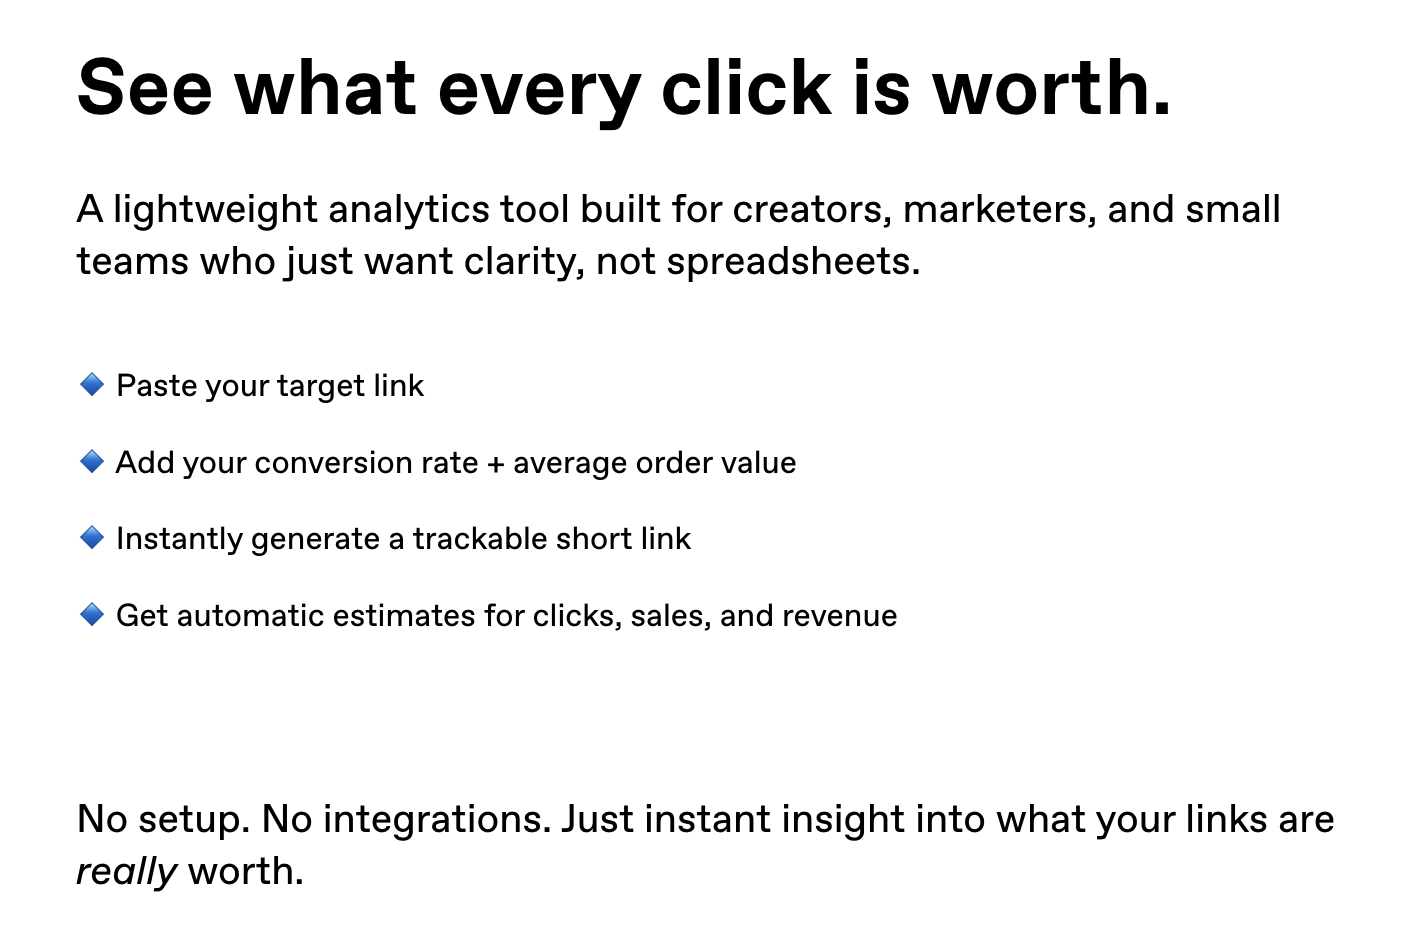 See what every click is worth.
A lightweight analytics tool built for creators, marketers, and small
teams who just want clarity, not spreadsheets.
🔹 Paste your target link
🔹 Add your conversion rate + average order value
🔹 Instantly generate a trackable short link
🔹 Get automatic estimates for clicks, sales, and revenue
No setup. No integrations. Just instant insight into what your links are
really worth.